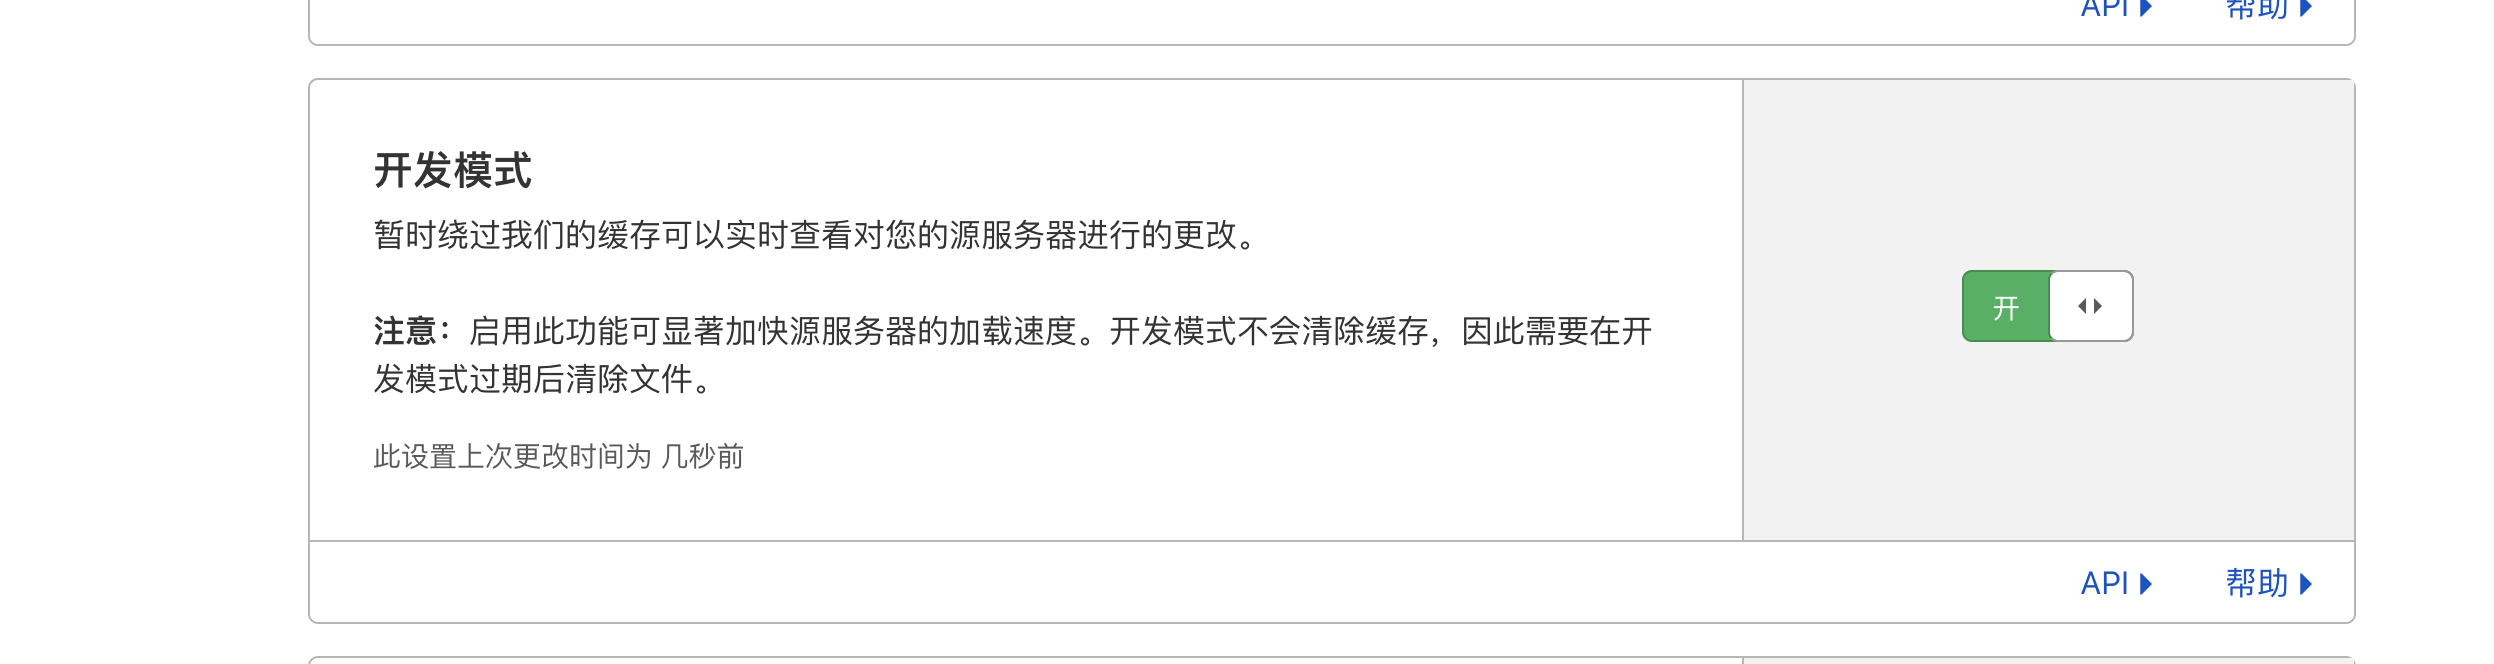 API 帮助
开发模式
暂时绕过我们的缓存可以实时查看对您的源服务器进行的更改。
注意：启用此功能可显著加快源服务器的加载速度。开发模式不会清除缓存，因此需要在开
发模式过期后清除文件。
此设置上次更改时间为 几秒前
开
API 帮助